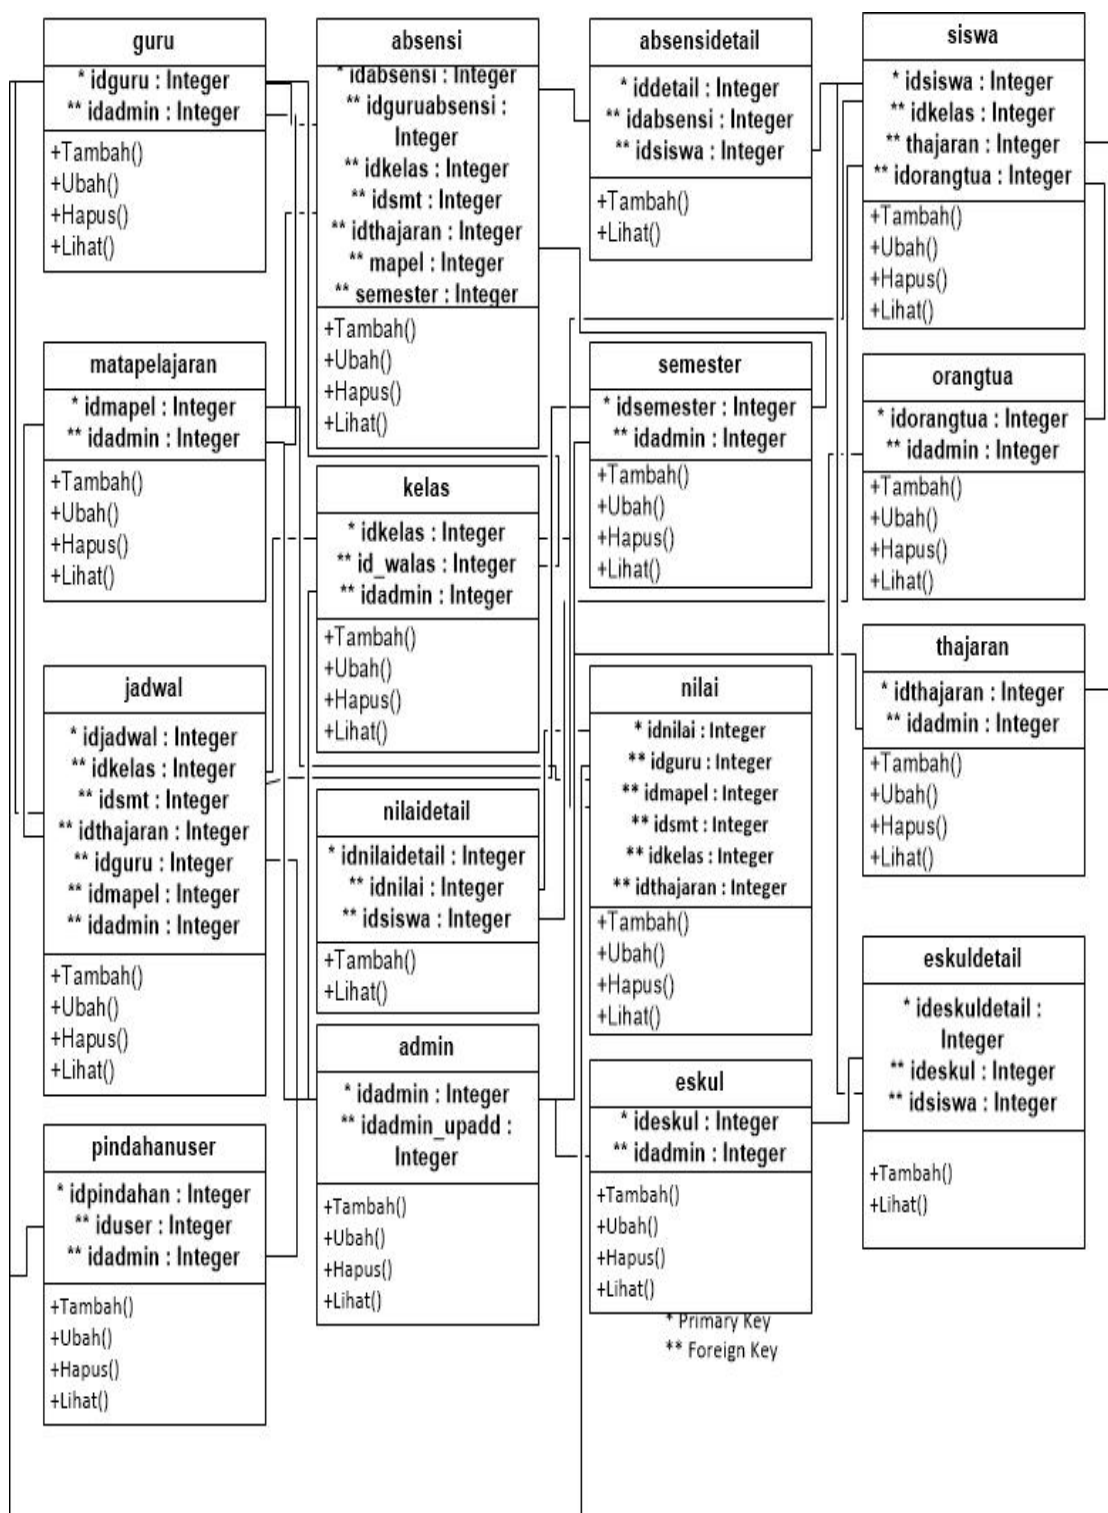 guru
* idguru : Integer
** idadmin : Integer
+Tambah()
+Ubah()
+Hapus()
+Lihat()
absensi
* idabsensi : Integer
** idguruabsensi :
Integer
** idkelas : Integer
** idsmt : Integer
** idthajaran : Integer
** mapel : Integer
** semester : Integer
+Tambah()
+Ubah()
+Hapus()
+Lihat()
absensidetail
* iddetail : Integer
** idabsensi : Integer
** idsiswa : Integer
+Tambah()
+Lihat()
siswa
* idsiswa : Integer
** idkelas : Integer
** thajaran : Integer
** idorangtua : Integer
+Tambah()
+Ubah()
+Hapus()
+Lihat()
matapelajaran
* idmapel : Integer
** idadmin : Integer
+Tambah()
+Ubah()
+Hapus()
+Lihat()
kelas
* idkelas : Integer
** id_walas : Integer
** idadmin : Integer
+Tambah()
+Ubah()
+Hapus()
+Lihat()
semester
* idsemester : Integer
** idadmin : Integer
+Tambah()
+Ubah()
+Hapus()
+Lihat()
orangtua
* idorangtua : Integer
** idadmin : Integer
+Tambah()
+Ubah()
+Hapus()
+Lihat()
jadwal
* idjadwal : Integer
** idkelas : Integer
** idsmt : Integer
** idthajaran : Integer
** idguru : Integer
** idmapel : Integer
** idadmin : Integer
+Tambah()
+Ubah()
+Hapus()
+Lihat()
nilaidetail
* idnilaidetail : Integer
** idnilai : Integer
** idsiswa : Integer
+Tambah()
+Lihat()
nilai
* idnilai : Integer
** idguru : Integer
** idmapel : Integer
** idsmt : Integer
** idkelas : Integer
** idthajaran : Integer
+Tambah()
+Ubah()
+Hapus()
+Lihat()
thajaran
* idthajaran : Integer
** idadmin : Integer
+Tambah()
+Ubah()
+Hapus()
+Lihat()
pindahanuser
* idpindahan : Integer
** iduser : Integer
** idadmin : Integer
+Tambah()
+Ubah()
+Hapus()
+Lihat()
admin
* idadmin : Integer
** idadmin_upadd :
Integer
+Tambah()
+Ubah()
+Hapus()
+Lihat()
eskul
* ideskul : Integer
** idadmin : Integer
+Tambah()
+Ubah()
+Hapus()
+Lihat()
eskuldetail
* ideskuldetail :
Integer
** ideskul : Integer
** idsiswa : Integer
+Tambah()
+Lihat()
* Primary Key
** Foreign Key